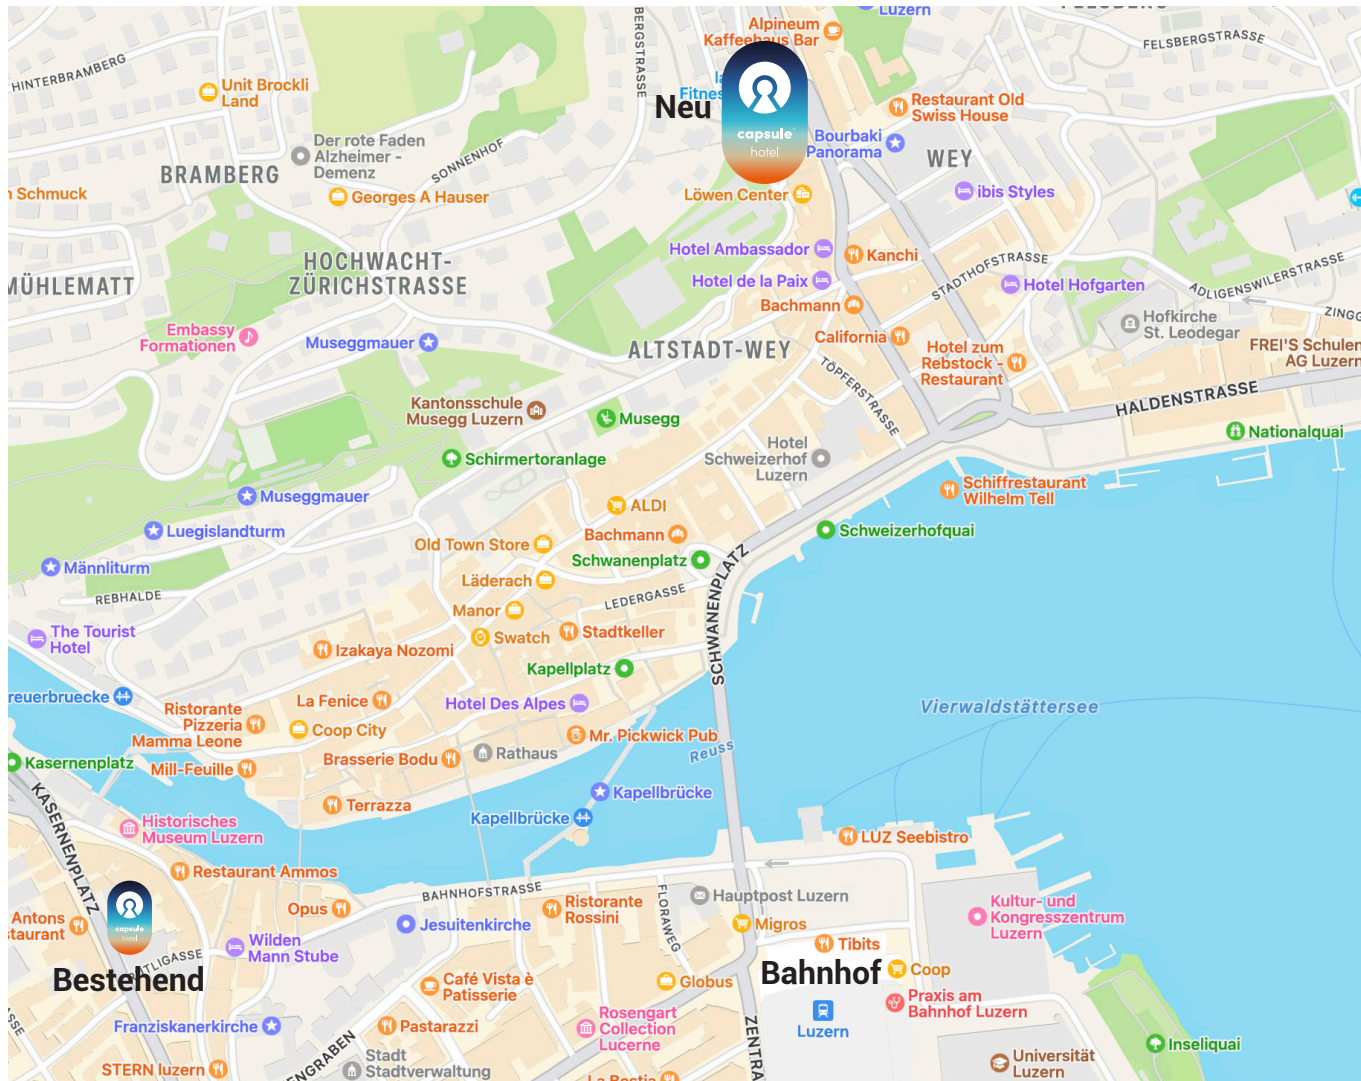 Luzern
Alpineum
Kaffeehaus Bar
FELSBERGSTRASSE
BERGSTRASSE
HINTERBRAMBERG
Unit Brockli
Land
Fitnes
Neu
capsule
hotel
Restaurant Old
Swiss House
Bourbaki
Panorama
WEY
Der rote Faden
Alzheimer -
Demenz
SONNENHOF
BRAMBERG
n Schmuck
Georges A Hauser
Löwen Center
ibis Styles
HOCHWACHT-
ZÜRICHSTRASSE
MÜHLEMATT
Hotel Ambassador
Kanchi
STADTHOFSTRASSE
Hotel de la Paix
Hotel Hofgarten
ADLIGENSWILERSTRASSE
Bachmann
ZINGG
Hofkirche
St. Leodegar
Embassy
Formationen
Museggmauer
ALTSTADT-WEY
California
Hotel zum
Rebstock -
Restaurant
FREI'S Schulen
AG Luzern
TÖPFERSTRASSE
HALDENSTRASSE
Kantonsschule
Musegg Luzern
Musegg
Nationalquai
Hotel
Schweizerhof
Luzern
Schirmertoranlage
Schiffrestaurant
Wilhelm Tell
Museggmauer
ALDI
Luegislandturm
Bachmann
Schweizerhofquai
Old Town Store
Schwanenplatz
Männliturm
Läderach
REBHALDE
LEDERGASSE
SCHWANENPLATZ
Manor
The Tourist
Hotel
Swatch
Stadtkeller
Izakaya Nozomi
Kapellplatz
reuerbruecke
La Fenice
Hotel Des Alpes
Vierwaldstättersee
Ristorante
Pizzeria
Mamma Leone
Coop City
Mr. Pickwick Pub
Reuss
Brasserie Bodu
Rathaus
Kasernenplatz
Mill-Feuille
Kapellbrücke
Terrazza
Kapellbrücke
KASERNENPLATZ
Historisches
Museum Luzern
LUZ Seebistro
Restaurant Ammos
BAHNHOFSTRASSE
FLORAWEG
Hauptpost Luzern
capsule
hotel
Opus
Jesuitenkirche
Ristorante
Rossini
Migros
Kultur- und
Kongresszentrum
Luzern
Antons
staurant
Wilden
Mann Stube
Tibits
Bestehend
Bahnhof
Coop
Café Vista è
Patisserie
Globus
Praxis am
Bahnhof Luzern
Franziskanerkirche
Pastarazzi
Rosengart
Collection
Lucerne
ZENTRA
Luzern
Inseliquai
STERN luzern
ENGRABEN
Stadt
Stadtverwaltung
Universität
Luzern
La Bestia